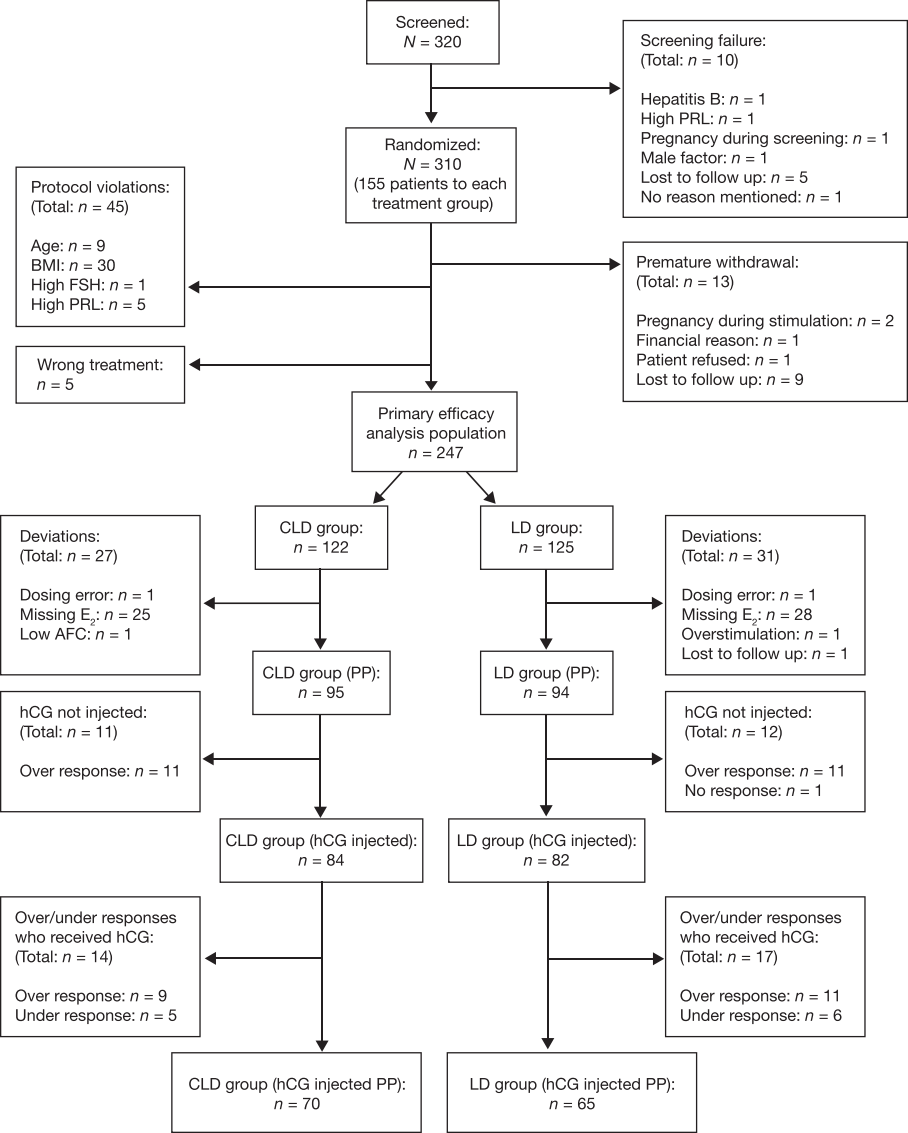 Screened:
N = 320
Screening failure:
(Total: n = 10)
Hepatitis B: n = 1
High PRL: n = 1
Pregnancy during screening: n = 1
Male factor: n = 1
Lost to follow up: n = 5
No reason mentioned: n = 1
Randomized:
N = 310
(155 patients to each
treatment group)
Protocol violations:
(Total: n = 45)
Age: n = 9
BMI: n = 30
High FSH: n = 1
High PRL: n = 5
Premature withdrawal:
(Total: n = 13)
Pregnancy during stimulation: n = 2
Financial reason: n = 1
Patient refused: n = 1
Lost to follow up: n = 9
Wrong treatment:
n = 5
Primary efficacy
analysis population
n = 247
CLD group:
n = 122
LD group:
n = 125
Deviations:
(Total: n = 27)
Dosing error: n = 1
Missing E2: n = 25
Low AFC: n = 1
Deviations:
(Total: n = 31)
Dosing error: n = 1
Missing E2: n = 28
Overstimulation: n = 1
Lost to follow up: n = 1
CLD group (PP):
n = 95
LD group (PP):
n = 94
hCG not injected:
(Total: n = 11)
Over response: n = 11
hCG not injected:
(Total: n = 12)
Over response: n = 11
No response: n = 1
CLD group (hCG injected):
n = 84
LD group (hCG injected):
n = 82
Over/under responses
who received hCG:
(Total: n = 14)
Over response: n = 9
Under response: n = 5
Over/under responses
who received hCG:
(Total: n = 17)
Over response: n = 11
Under response: n = 6
CLD group (hCG injected PP):
n = 70
LD group (hCG injected PP):
n = 65